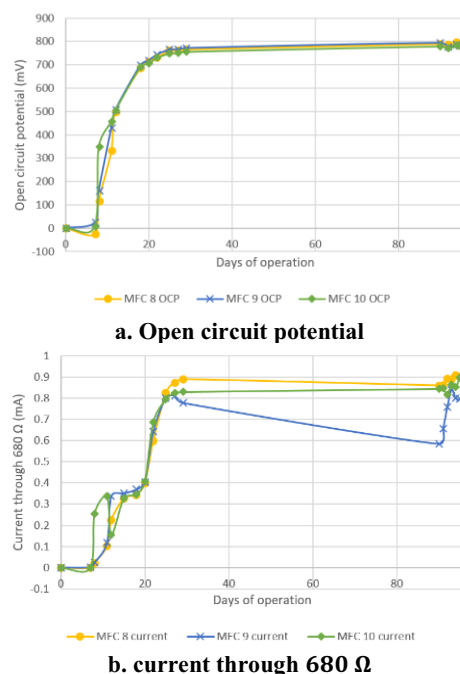 900
800
700
600
500
400
300
200
100
0
-100
Open circuit potential (mV)
0 20 40 60 80
Days of operation
MFC 8 OCP MFC 9 OCP MFC 10 OCP
a. Open circuit potential
1
0.9
0.8
0.7
0.6
0.5
0.4
0.3
0.2
0.1
0
-0.1
Current through 680 Ω (mA)
0 20 40 60 80
Days of operation
MFC 8 current MFC 9 current MFC 10 current
b. current through 680 Ω